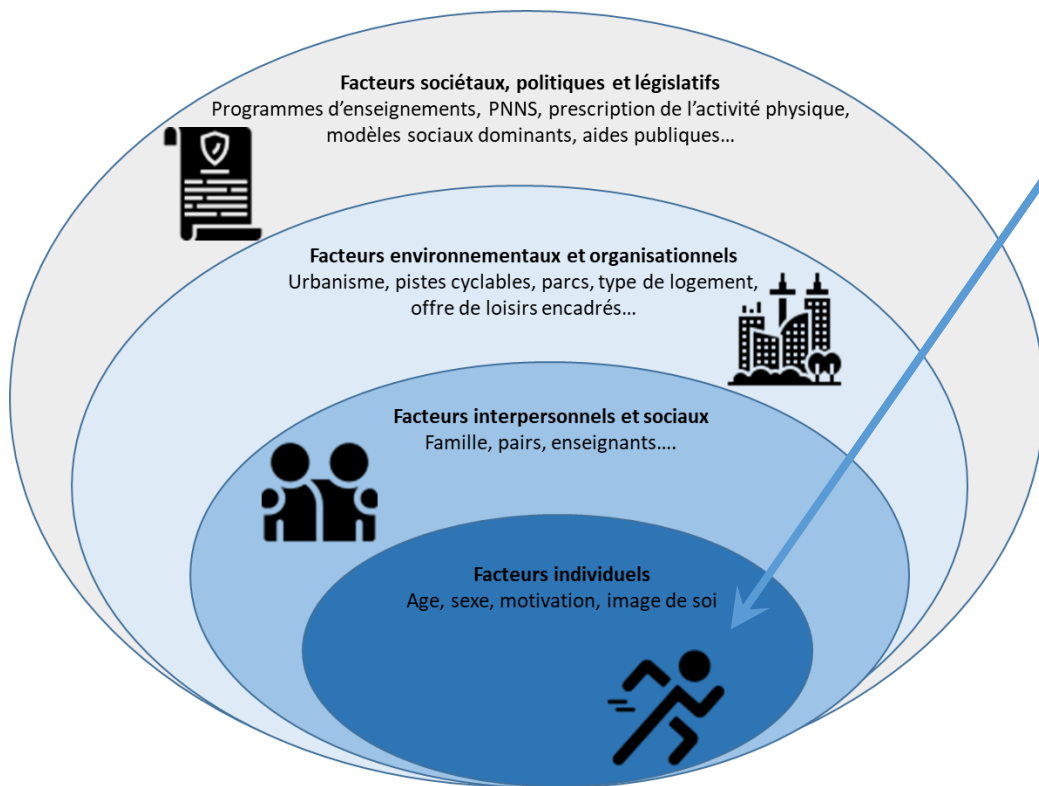 Facteurs sociétaux, politiques et législatifs
Programmes d’enseignements, PNNS, prescription de l’activité physique,
modèles sociaux dominants, aides publiques…
Facteurs environnementaux et organisationnels
Urbanisme, pistes cyclables, parcs, type de logement,
offre de loisirs encadrés…
Facteurs interpersonnels et sociaux
Famille, pairs, enseignants….
Facteurs individuels
Age, sexe, motivation, image de soi